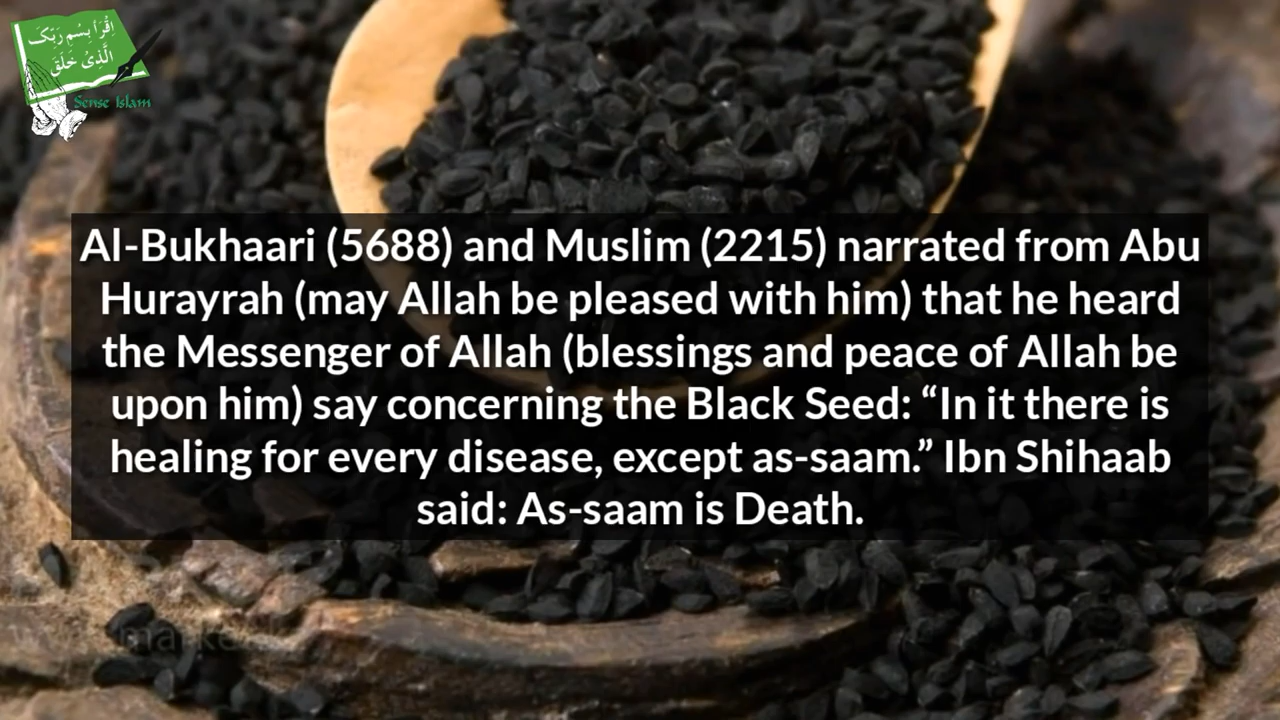 اقْرَأْ بِسْمِ رَبِّكَ
الَّذِىْ خَلَقَ
Sense Islam
Al-Bukhaari (5688) and Muslim (2215) narrated from Abu
Hurayrah (may Allah be pleased with him) that he heard
the Messenger of Allah (blessings and peace of Allah be
upon him) say concerning the Black Seed: “In it there is
healing for every disease, except as-saam.” Ibn Shihaab
said: As-saam is Death.